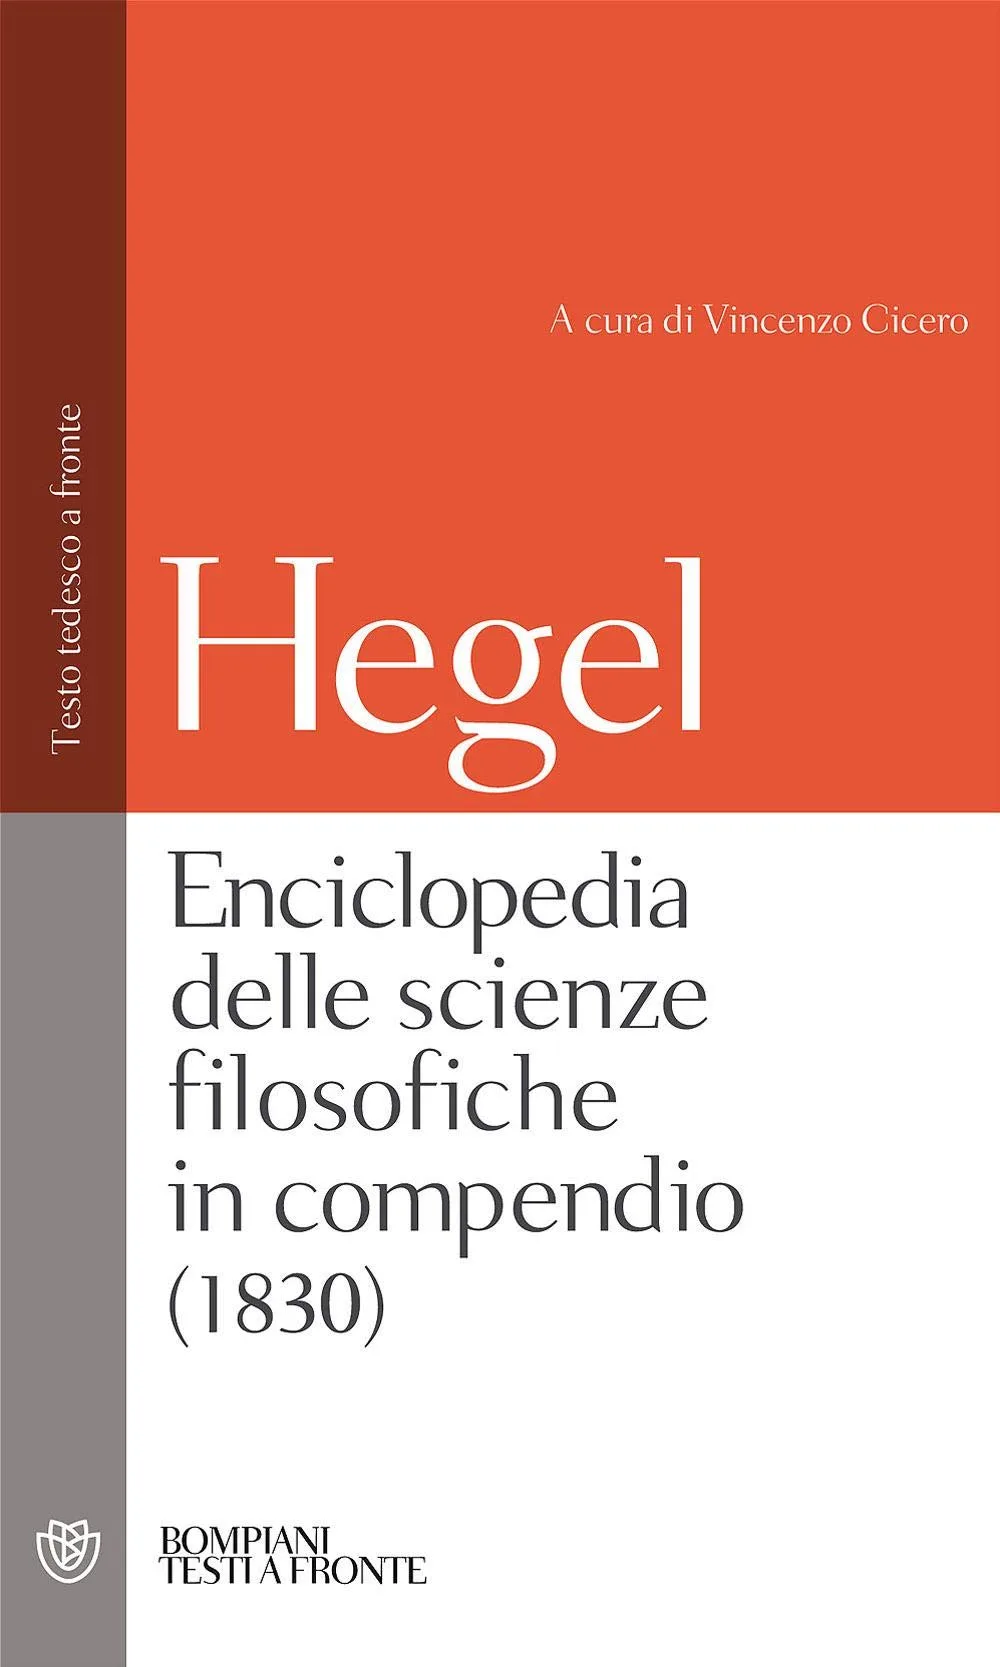 A cura di Vincenzo Cicero
Testo tedesco a fronte
Hegel
Enciclopedia
delle scienze
filosofiche
in compendio
(1830)
BOMPIANI
TESTI A FRONTE